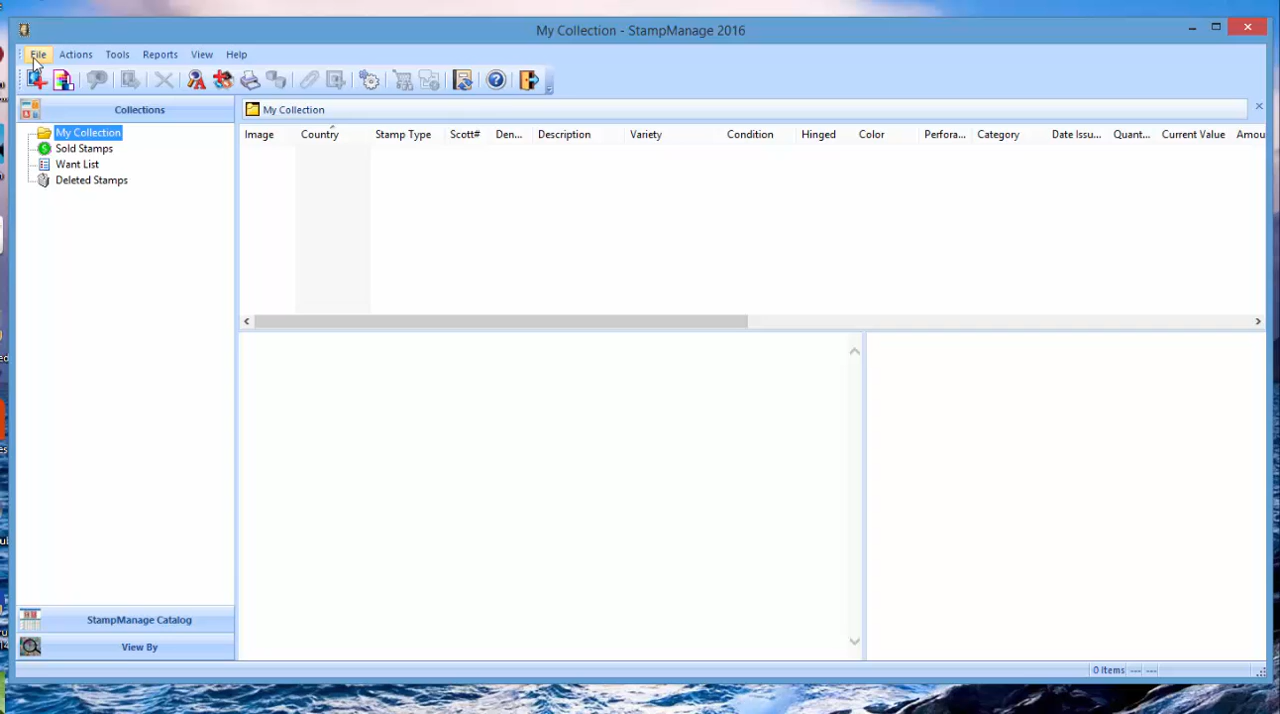 My Collection - StampManage 2016
File Actions Tools Reports View Help
Collections
My Collection
Sold Stamps
Want List
Deleted Stamps
My Collection
Image Country Stamp Type Scott# Den... Description Variety Condition Hinged Color Perfora... Category Date Issu... Quant... Current Value Amou
StampManage Catalog
View By
0 Items --- ---